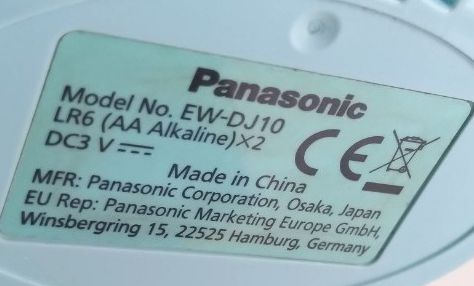 Panasonic
Model No. EW-DJ10
LR6 (AA Alkaline)×2
DC3 V ⎓
CE
Made in China
MFR: Panasonic Corporation, Osaka, Japan
EU Rep: Panasonic Marketing Europe GmbH,
Winsbergring 15, 22525 Hamburg, Germany